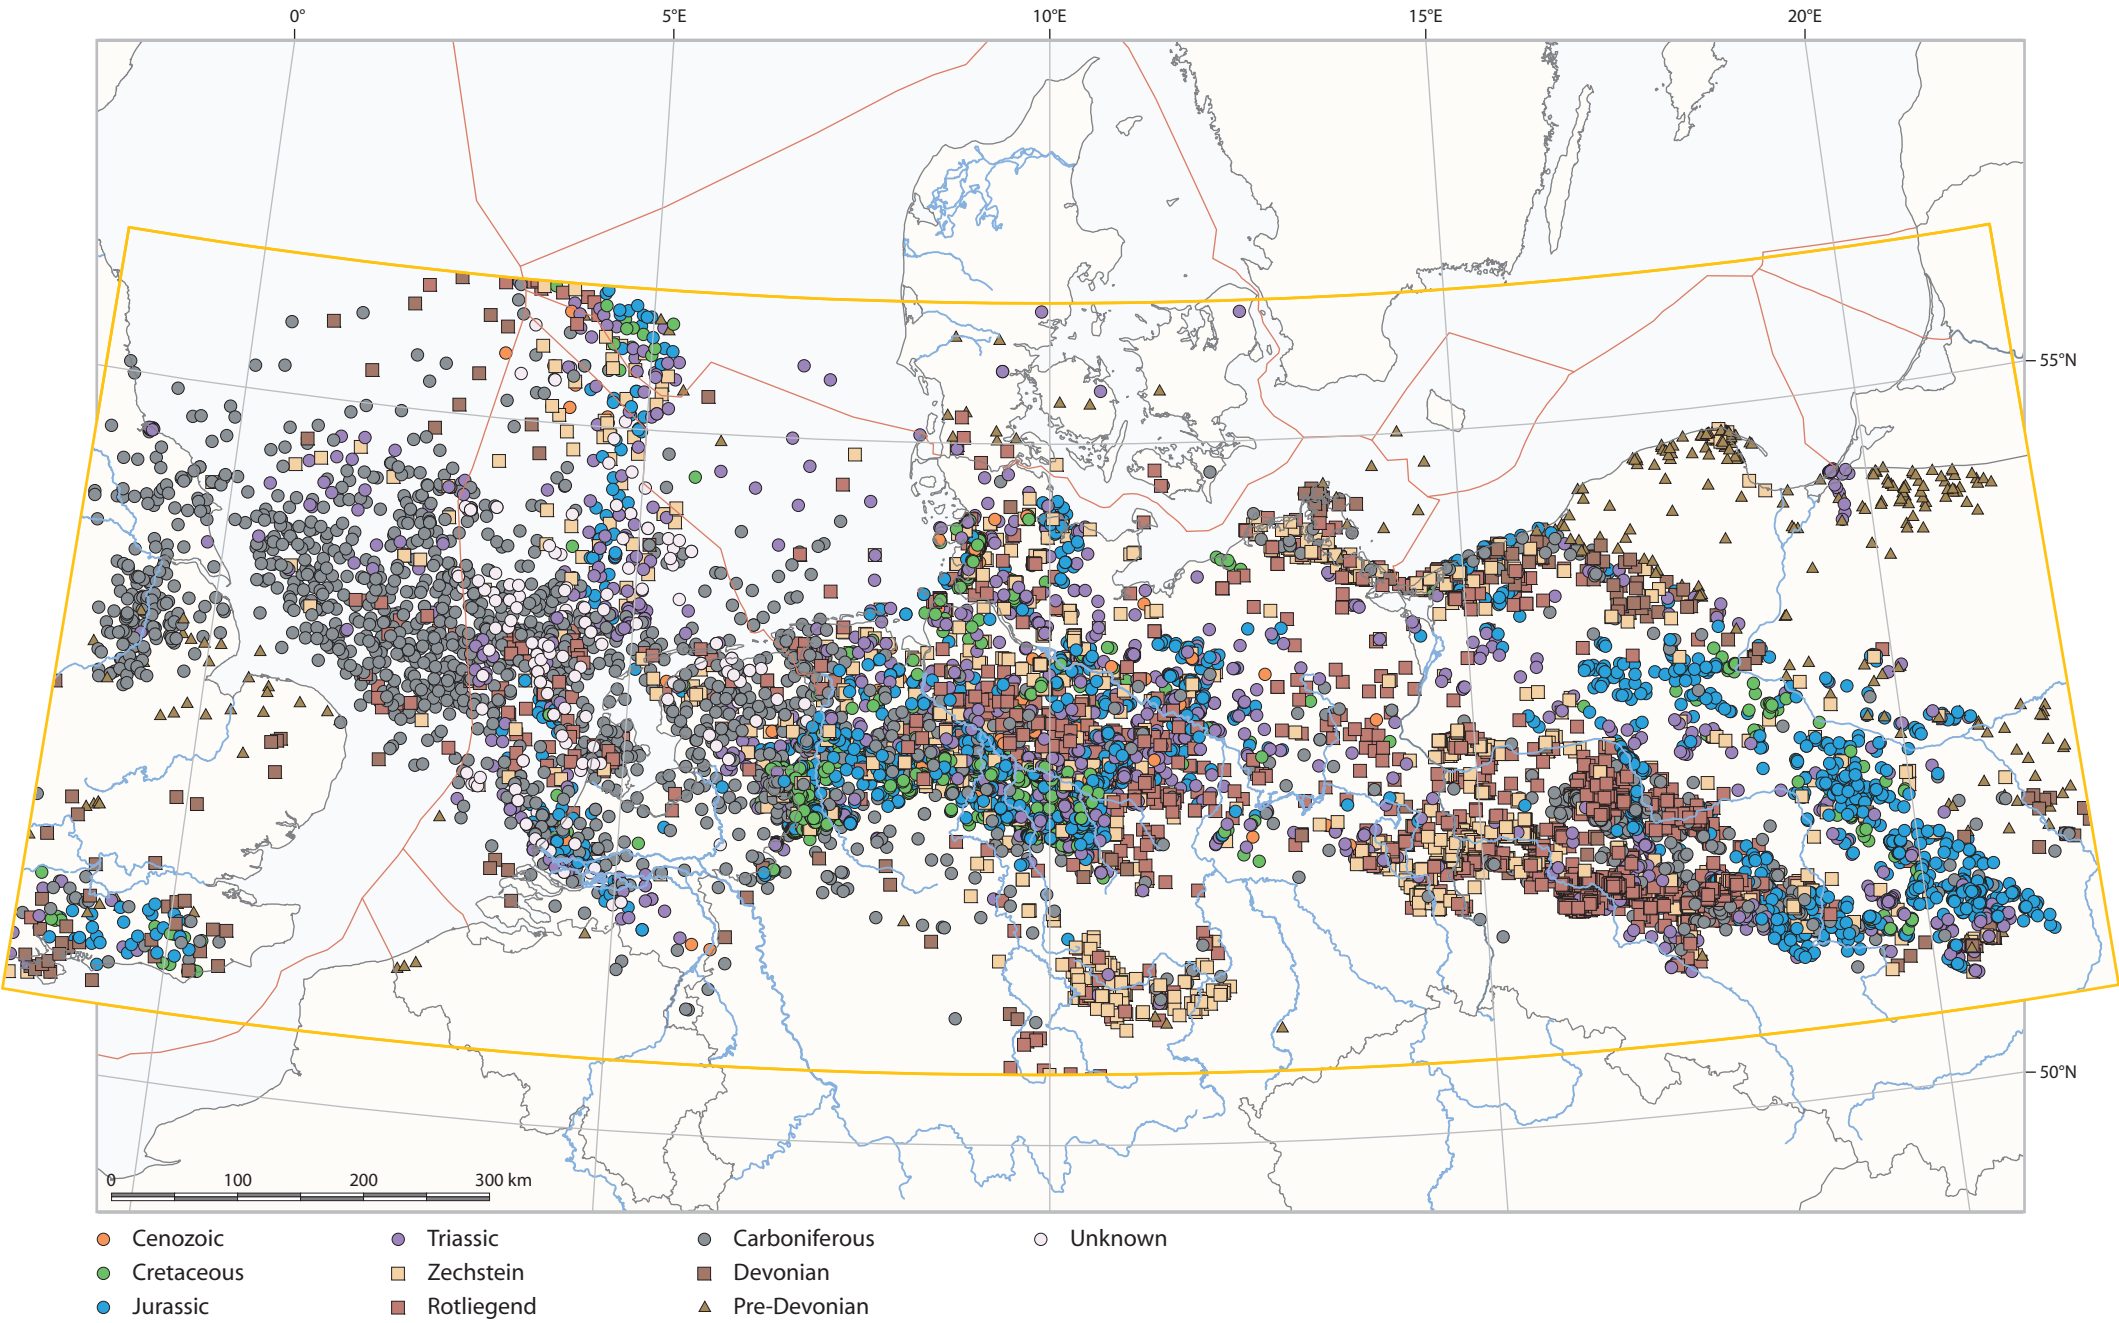 0° 5°E 10°E 15°E 20°E
55°N
50°N
0 100 200 300 km
Cenozoic Triassic Carboniferous Unknown
Cretaceous Zechstein Devonian
Jurassic Rotliegend Pre-Devonian